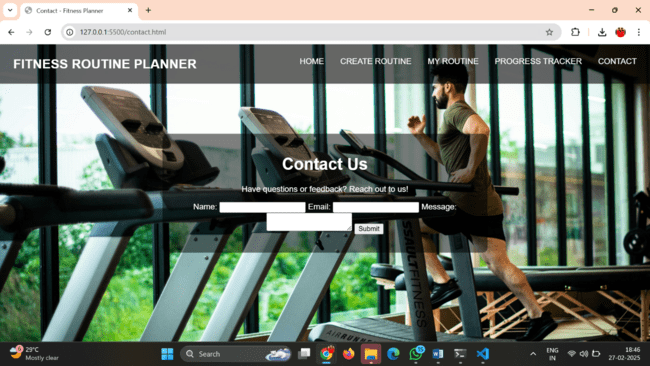 Contact - Fitness Planner
127.0.0.1:5500/contact.html
FITNESS ROUTINE PLANNER
HOME CREATE ROUTINE MY ROUTINE PROGRESS TRACKER CONTACT
Contact Us
Have questions or feedback? Reach out to us!
Name: Email: Message:
Submit
FITNESS
29°C
Mostly clear
Search
ENG
IN
18:46
27-02-2025